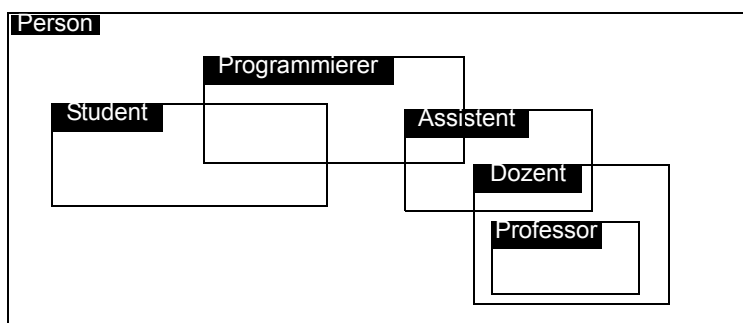 Person
Programmierer
Student
Assistent
Dozent
Professor